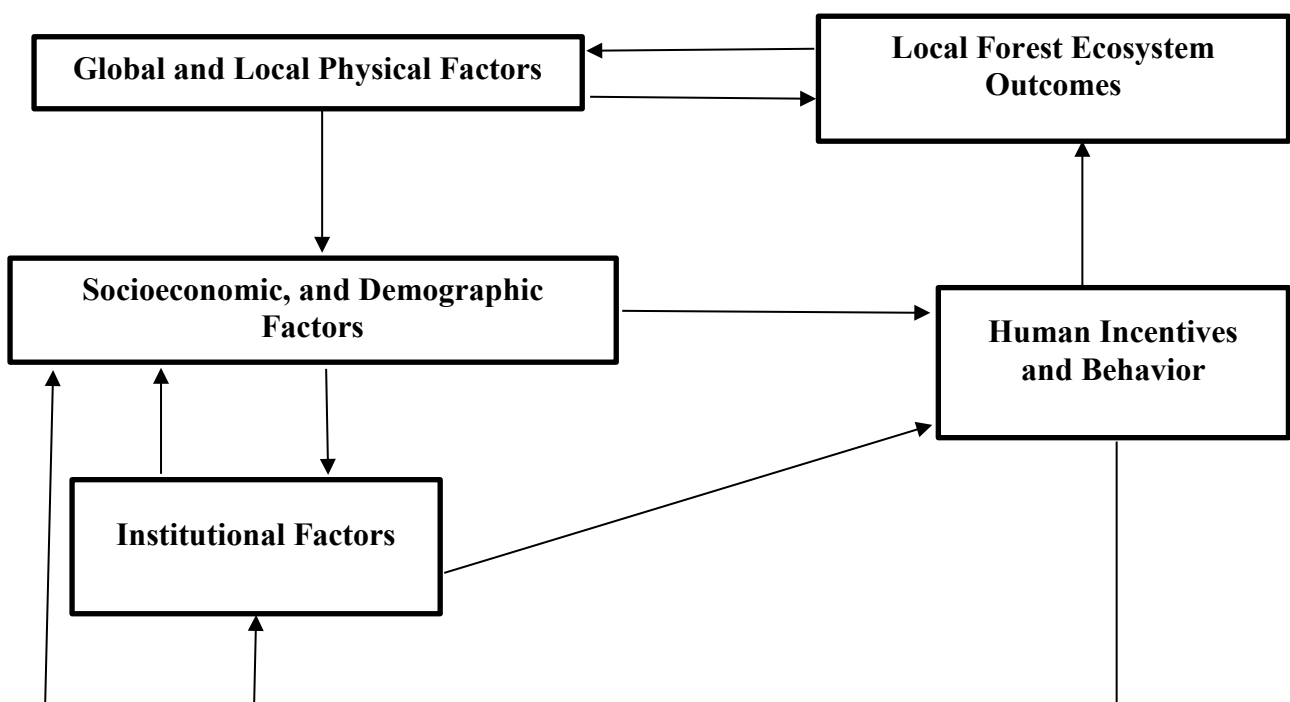 Global and Local Physical Factors
Local Forest Ecosystem
Outcomes
Socioeconomic, and Demographic
Factors
Human Incentives
and Behavior
Institutional Factors